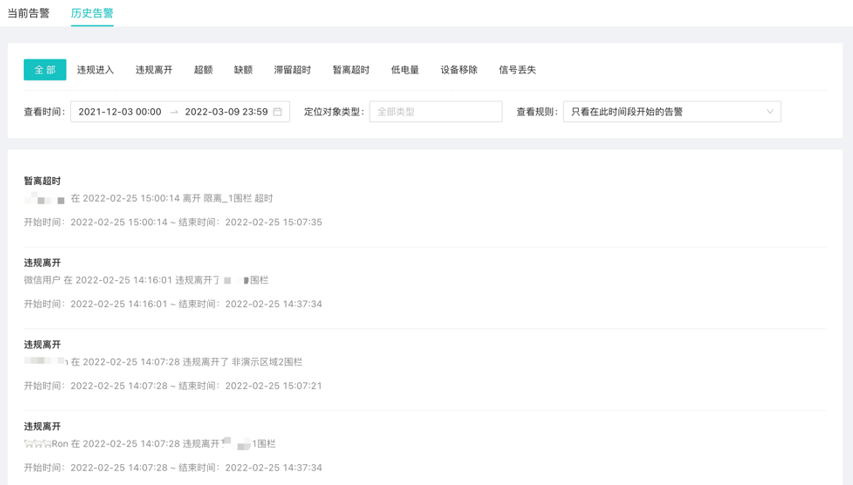 当前告警 历史告警
全部 违规进入 违规离开 超额 缺额 滞留超时 暂离超时 低电量 设备移除 信号丢失
查看时间: 2021-12-03 00:00 → 2022-03-09 23:59 定位对象类型: 全部类型 查看规则: 只看在此时间段开始的告警
暂离超时
在 2022-02-25 15:00:14 离开 限离_1围栏 超时
开始时间: 2022-02-25 15:00:14 ~ 结束时间: 2022-02-25 15:07:35
违规离开
微信用户 在 2022-02-25 14:16:01 违规离开了 围栏
开始时间: 2022-02-25 14:16:01 ~ 结束时间: 2022-02-25 14:37:34
违规离开
在 2022-02-25 14:07:28 违规离开了 非演示区域2围栏
开始时间: 2022-02-25 14:07:28 ~ 结束时间: 2022-02-25 15:07:21
违规离开
Ron 在 2022-02-25 14:07:28 违规离开了 1围栏
开始时间: 2022-02-25 14:07:28 ~ 结束时间: 2022-02-25 14:37:34